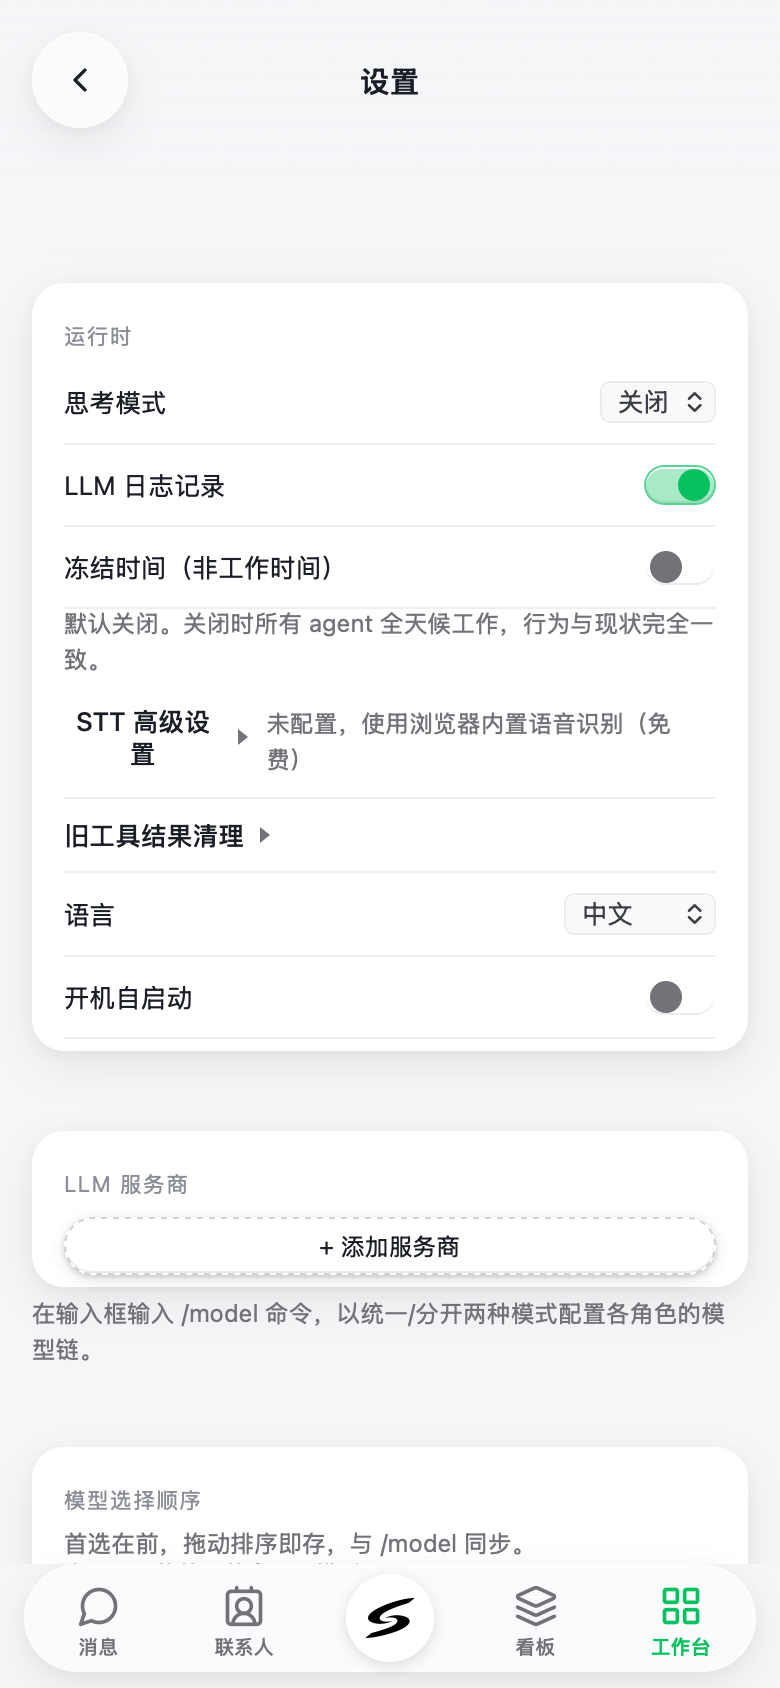 设置
运行时
思考模式
关闭
LLM 日志记录
冻结时间（非工作时间）
默认关闭。关闭时所有 agent 全天候工作，行为与现状完全一
致。
STT 高级设
置
未配置，使用浏览器内置语音识别（免
费）
旧工具结果清理
语言
中文
开机自启动
LLM 服务商
+ 添加服务商
在输入框输入 /model 命令，以统一/分开两种模式配置各角色的模
型链。
模型选择顺序
首选在前，拖动排序即存，与 /model 同步。
消息
联系人
看板
工作台